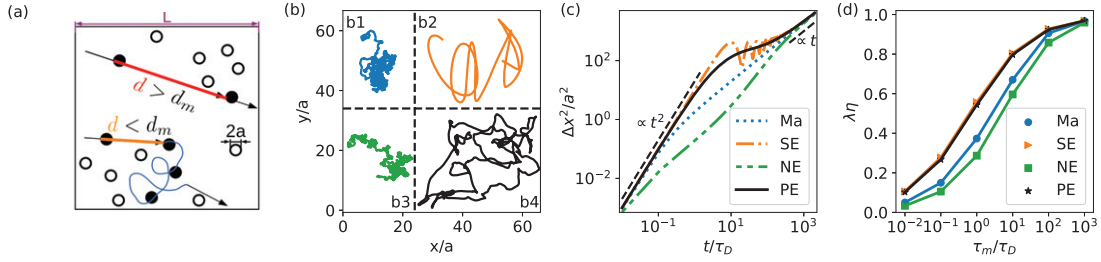 (a)
L
d > d_m
d < d_m
2a
(b)
b1
b2
b3
b4
60
40
20
0
y/a
0
20
40
60
x/a
(c)
10^2
10^0
10^-2
Δx^2/a^2
∝ t
∝ t^2
Ma
SE
NE
PE
10^-1
10^1
10^3
t/τ_D
(d)
1.0
0.8
0.6
0.4
0.2
0.0
λη
Ma
SE
NE
PE
10^-2
10^-1
10^0
10^1
10^2
10^3
τ_m/τ_D